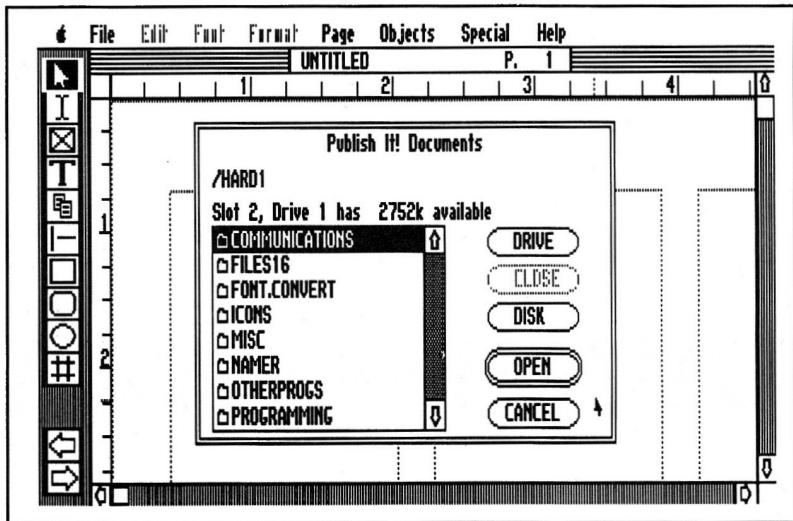 File Edit Font Format Page Objects Special Help
UNTITLED P. 1
1 2 3 4
Publish It! Documents
/HARD1
Slot 2, Drive 1 has 2752k available
COMMUNICATIONS
FILES16
FONT.CONVERT
ICONS
MISC
NAMER
OTHERPROGS
PROGRAMMING
DRIVE
CLOSE
DISK
OPEN
CANCEL
T
1
2